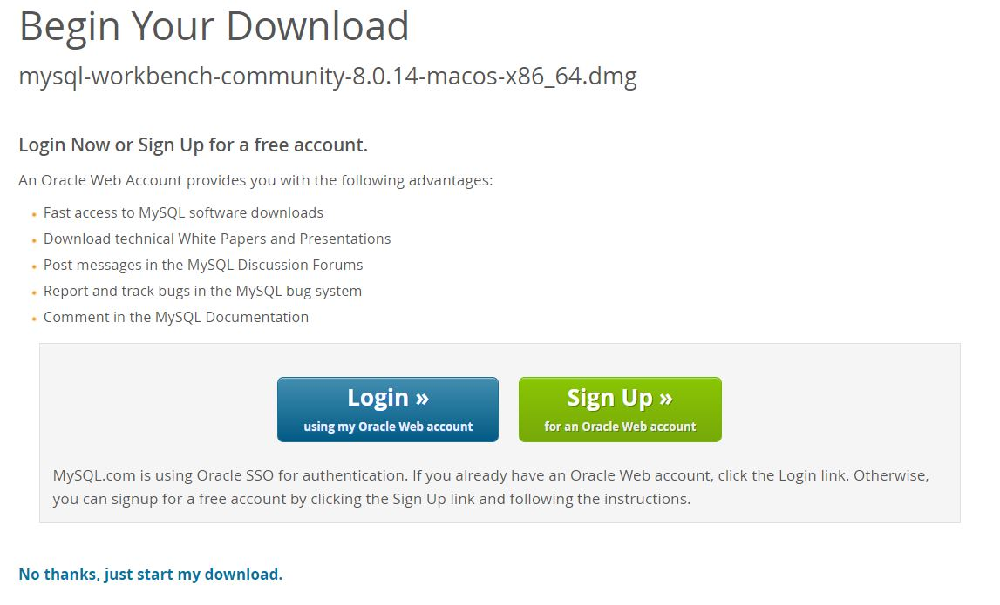 Begin Your Download
mysql-workbench-community-8.0.14-macos-x86_64.dmg
Login Now or Sign Up for a free account.
An Oracle Web Account provides you with the following advantages:
Fast access to MySQL software downloads
Download technical White Papers and Presentations
Post messages in the MySQL Discussion Forums
Report and track bugs in the MySQL bug system
Comment in the MySQL Documentation
Login »
using my Oracle Web account
Sign Up »
for an Oracle Web account
MySQL.com is using Oracle SSO for authentication. If you already have an Oracle Web account, click the Login link. Otherwise,
you can signup for a free account by clicking the Sign Up link and following the instructions.
No thanks, just start my download.